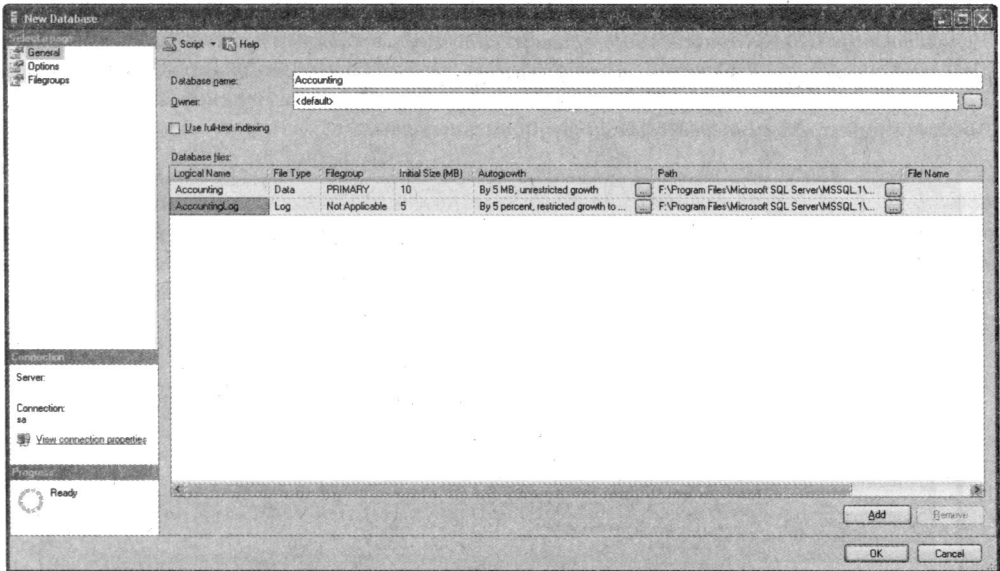 New Database
Select a page
General
Options
Filegroups
Script Help
Database name: Accounting
Owner: <default> ...
Use full-text indexing
Database files:
Logical Name File Type Filegroup Initial Size (MB) Autogrowth Path File Name
Accounting Data PRIMARY 10 By 5 MB, unrestricted growth ... F:\Program Files\Microsoft SQL Server\MSSQL.1\... ...
AccountingLog Log Not Applicable 5 By 5 percent, restricted growth to ... ... F:\Program Files\Microsoft SQL Server\MSSQL.1\... ...
Connection
Server:
Connection:
sa
View connection properties
Progress
Ready
Add Remove
OK Cancel